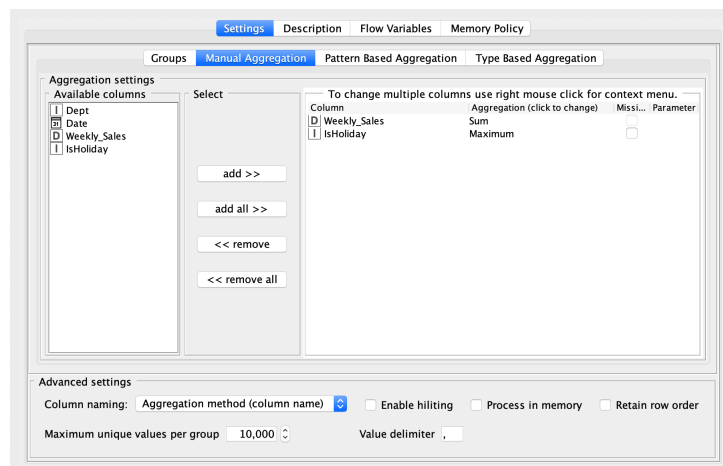 Settings Description Flow Variables Memory Policy
Groups Manual Aggregation Pattern Based Aggregation Type Based Aggregation
Aggregation settings
Available columns Select To change multiple columns use right mouse click for context menu.
Column Aggregation (click to change) Missi... Parameter
I Dept
31 Date
D Weekly_Sales
I IsHoliday
D Weekly_Sales Sum
I IsHoliday Maximum
add >>
add all >>
<< remove
<< remove all
Advanced settings
Column naming: Aggregation method (column name) Enable hiliting Process in memory Retain row order
Maximum unique values per group 10,000 Value delimiter ,